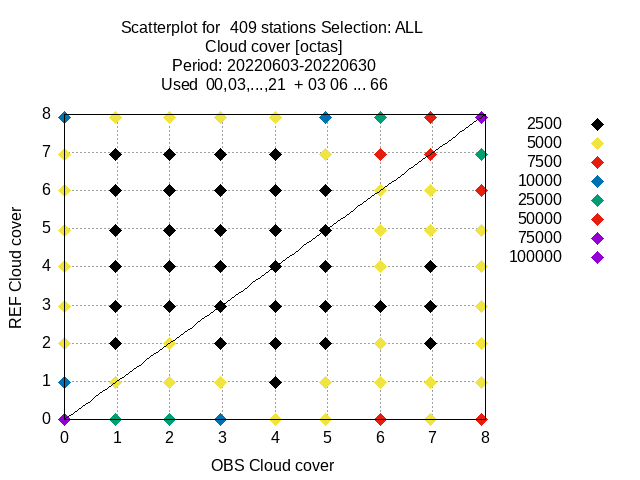 Scatterplot for  409 stations Selection: ALL
Cloud cover [octas]
Period: 20220603-20220630
Used  00,03,...,21  + 03 06 ... 66
8
7
6
5
4
3
2
1
0
REF Cloud cover
0 1 2 3 4 5 6 7 8
OBS Cloud cover
2500
5000
7500
10000
25000
50000
75000
100000